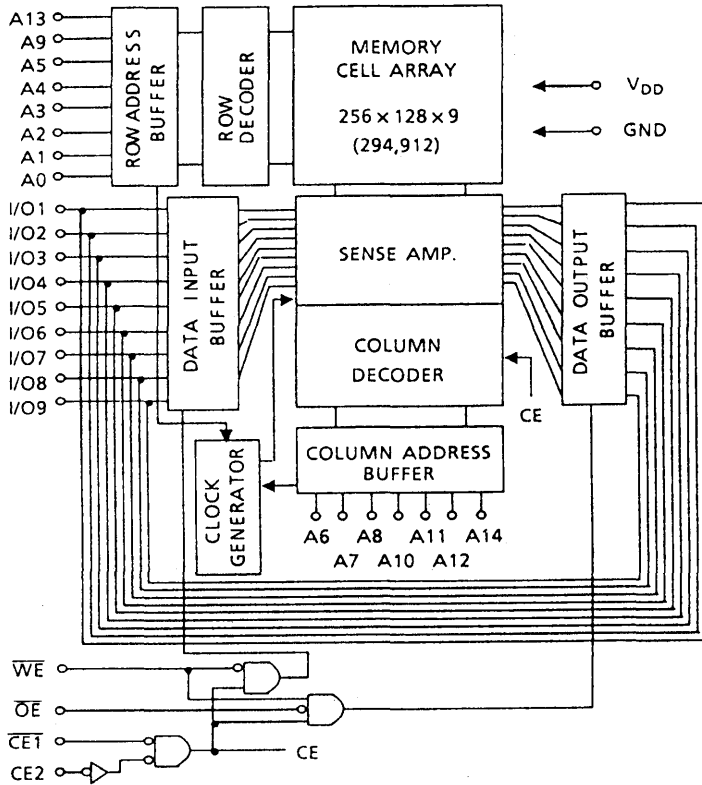 A13
A9
A5
A4
A3
A2
A1
A0
ROW ADDRESS
BUFFER
ROW
DECODER
MEMORY
CELL ARRAY
256 × 128 × 9
(294,912)
VDD
GND
I/O1
I/O2
I/O3
I/O4
I/O5
I/O6
I/O7
I/O8
I/O9
DATA INPUT
BUFFER
SENSE AMP.
COLUMN
DECODER
DATA OUTPUT
BUFFER
CE
CLOCK
GENERATOR
COLUMN ADDRESS
BUFFER
A6
A8
A11
A14
A7
A10
A12
W̅E̅
O̅E̅
C̅E̅1̅
CE2
CE